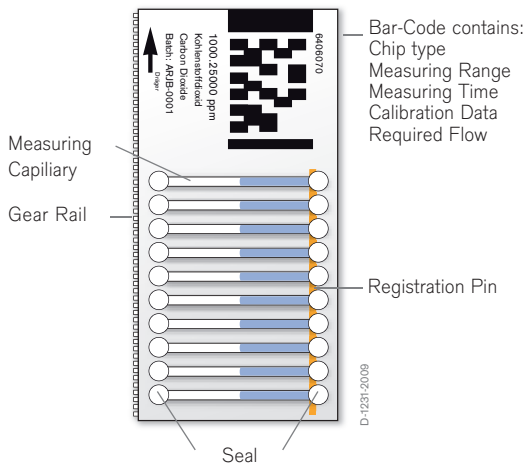 6406070
1000.25000 ppm
Kohlenstoffdioxid
Carbon Dioxide
Batch: ARJB-0001
Dräger
Bar-Code contains:
Chip type
Measuring Range
Measuring Time
Calibration Data
Required Flow
Measuring
Capiliary
Gear Rail
Registration Pin
D-1231-2009
Seal